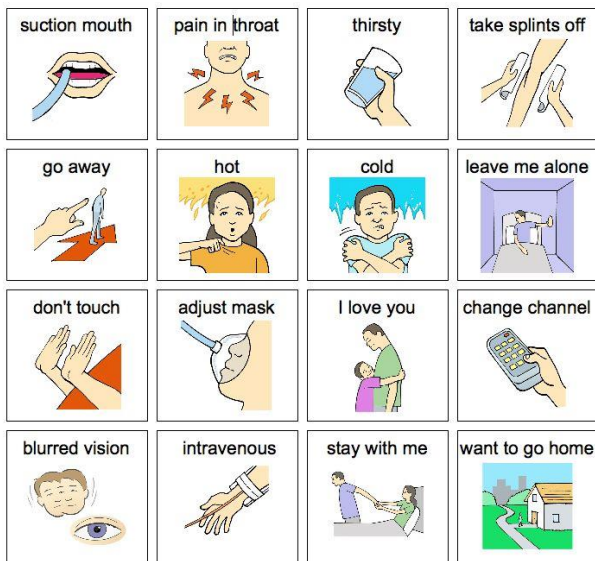 suction mouth
pain in throat
thirsty
take splints off
go away
hot
cold
leave me alone
don't touch
adjust mask
I love you
change channel
blurred vision
intravenous
stay with me
want to go home